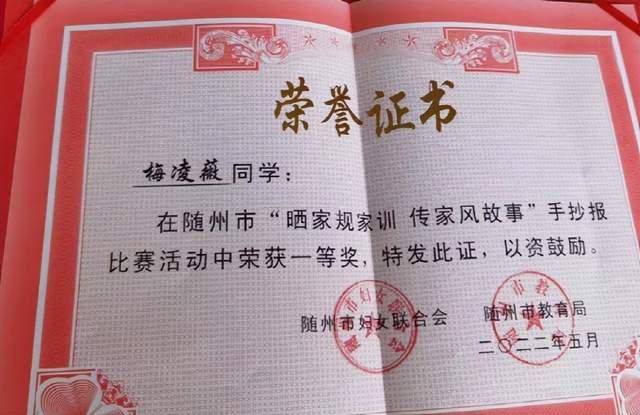 荣誉证书
梅凌薇同学：
在随州市“晒家规家训 传家风故事”手抄报
比赛活动中荣获一等奖，特发此证，以资鼓励。
随州市妇女联合会 随州市教育局
二〇二二年五月